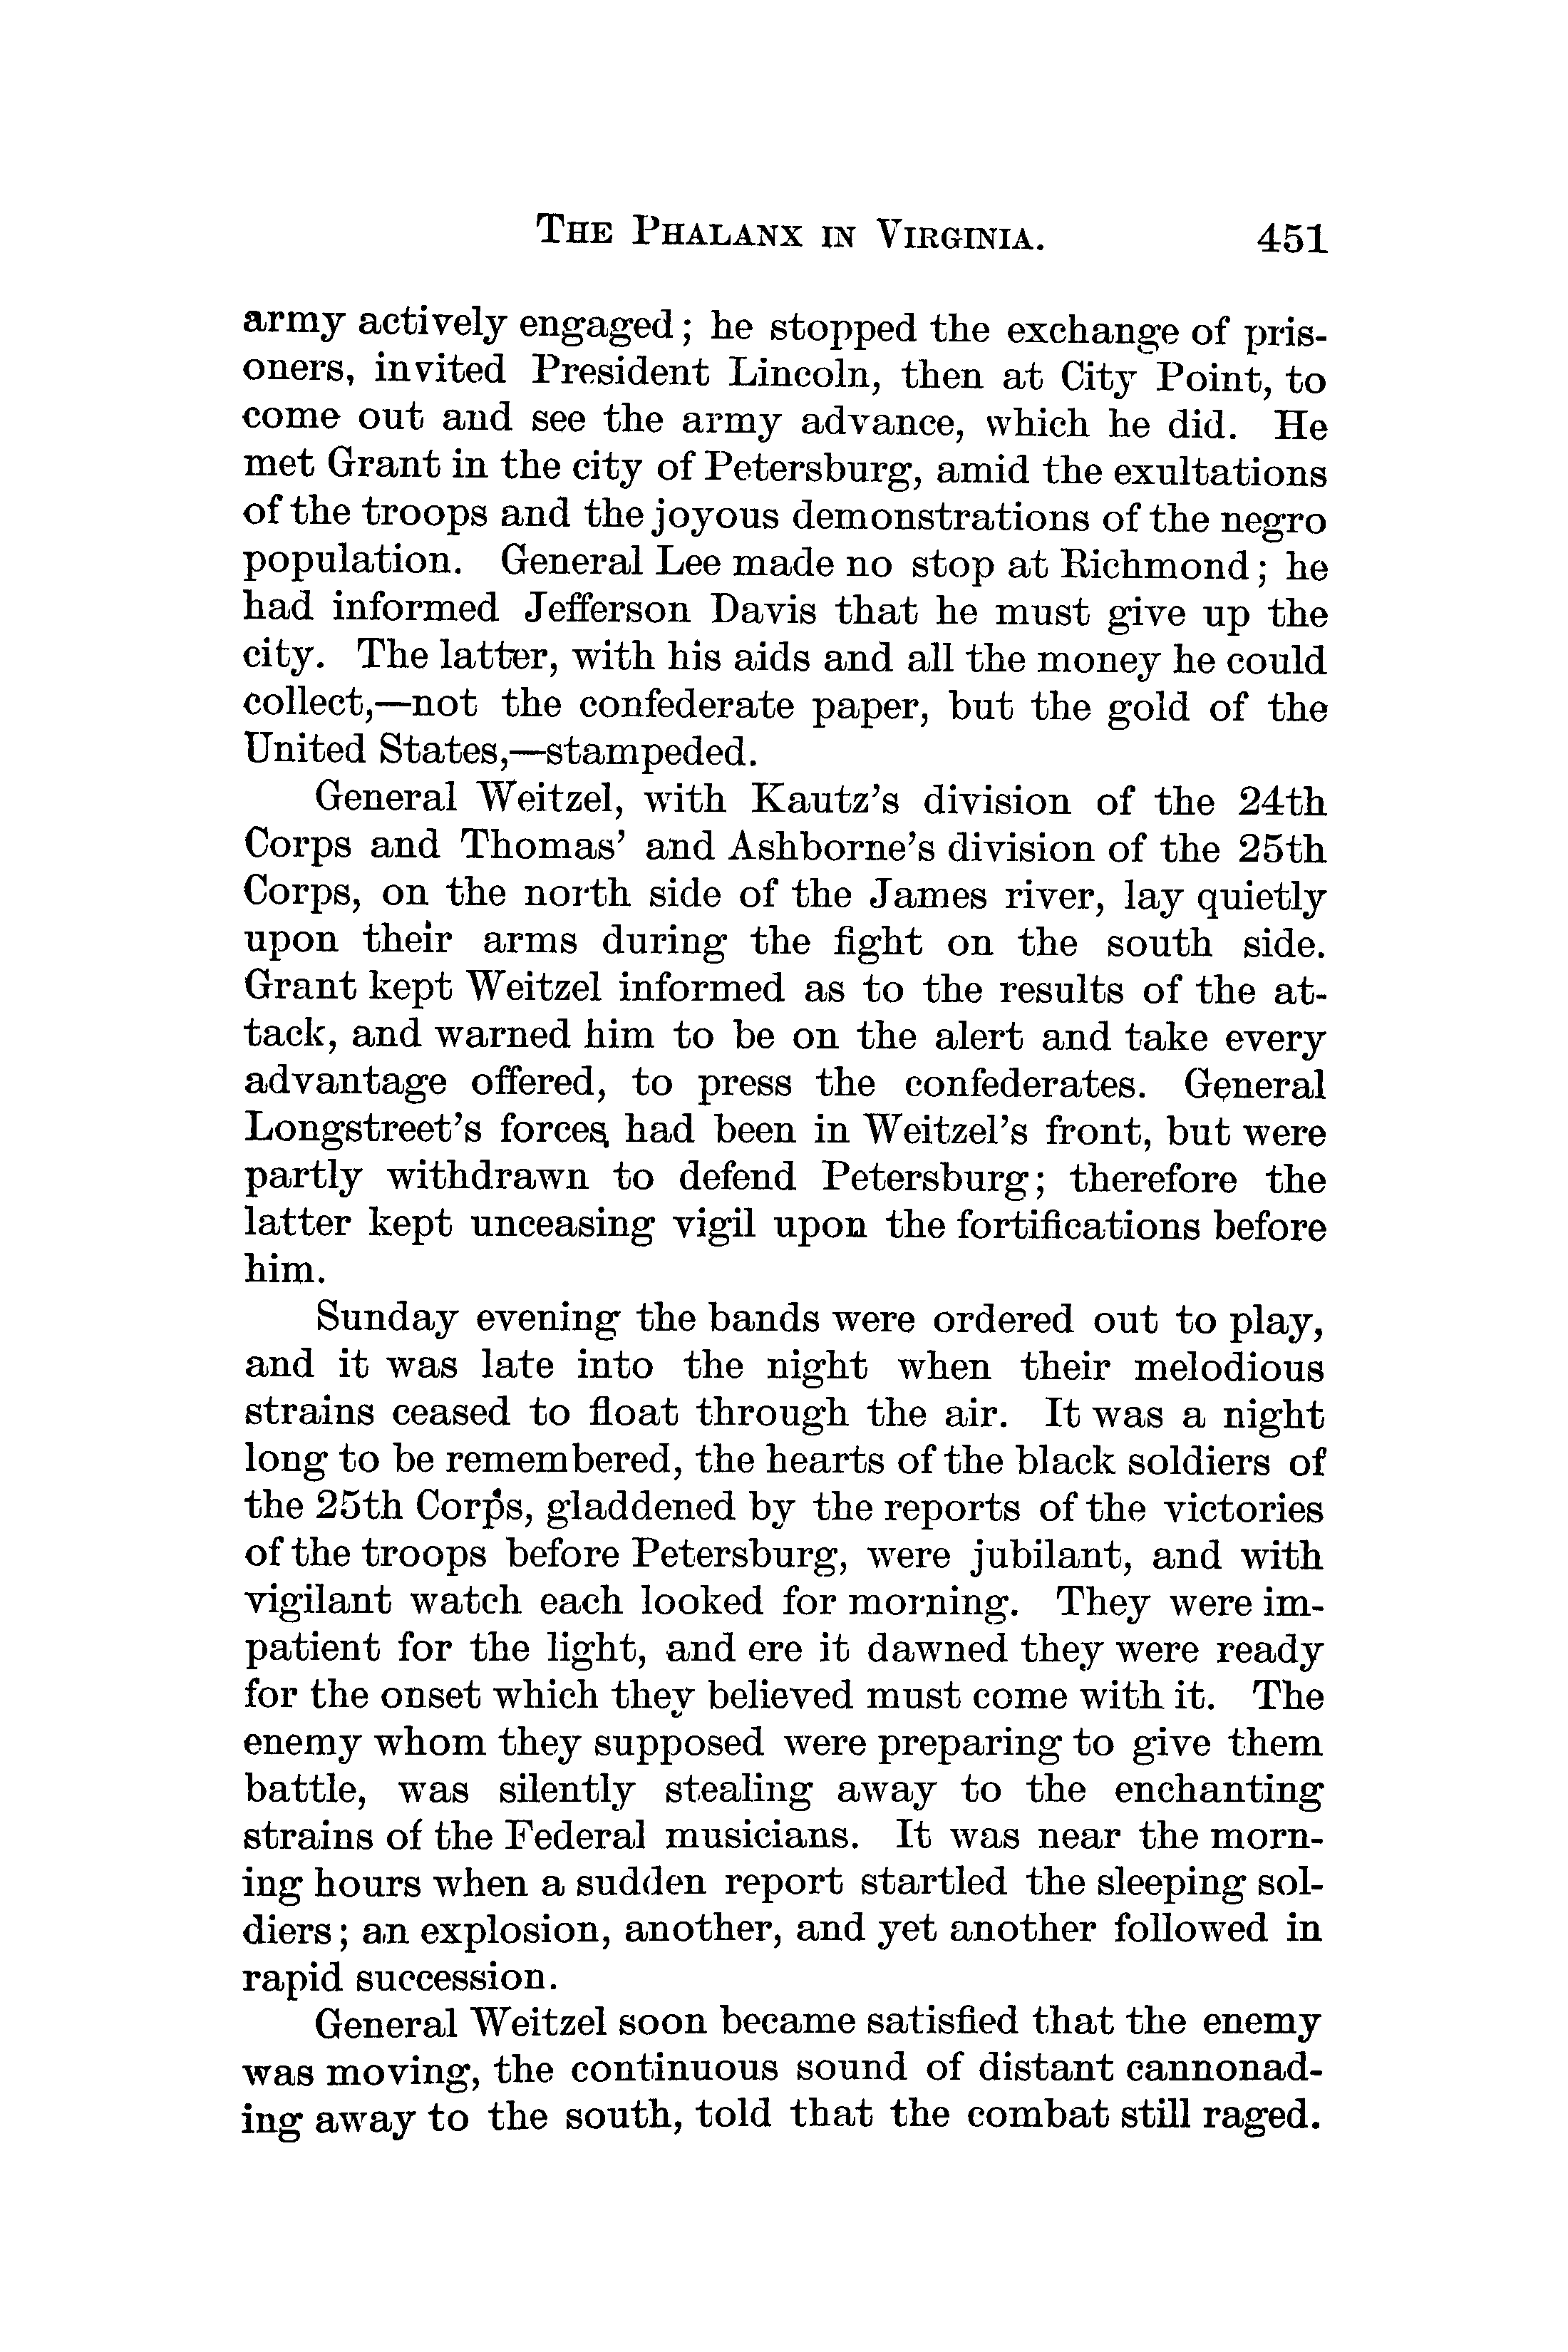 THE PHALANX IN VIRGINIA. 451
army actively engaged; he stopped the exchange of pris-
oners, invited President Lincoln, then at City Point, to
come out and see the army advance, which he did. He
met Grant in the city of Petersburg, amid the exultations
of the troops and the joyous demonstrations of the negro
population. General Lee made no stop at Richmond; he
had informed Jefferson Davis that he must give up the
city. The latter, with his aids and all the money he could
collect,—not the confederate paper, but the gold of the
United States,—stampeded.
General Weitzel, with Kautz's division of the 24th
Corps and Thomas' and Ashborne's division of the 25th
Corps, on the north side of the James river, lay quietly
upon their arms during the fight on the south side.
Grant kept Weitzel informed as to the results of the at-
tack, and warned him to be on the alert and take every
advantage offered, to press the confederates. General
Longstreet's forces, had been in Weitzel's front, but were
partly withdrawn to defend Petersburg; therefore the
latter kept unceasing vigil upon the fortifications before
him.
Sunday evening the bands were ordered out to play,
and it was late into the night when their melodious
strains ceased to float through the air. It was a night
long to be remembered, the hearts of the black soldiers of
the 25th Corps, gladdened by the reports of the victories
of the troops before Petersburg, were jubilant, and with
vigilant watch each looked for morning. They were im-
patient for the light, and ere it dawned they were ready
for the onset which they believed must come with it. The
enemy whom they supposed were preparing to give them
battle, was silently stealing away to the enchanting
strains of the Federal musicians. It was near the morn-
ing hours when a sudden report startled the sleeping sol-
diers; an explosion, another, and yet another followed in
rapid succession.
General Weitzel soon became satisfied that the enemy
was moving, the continuous sound of distant cannonad-
ing away to the south, told that the combat still raged.